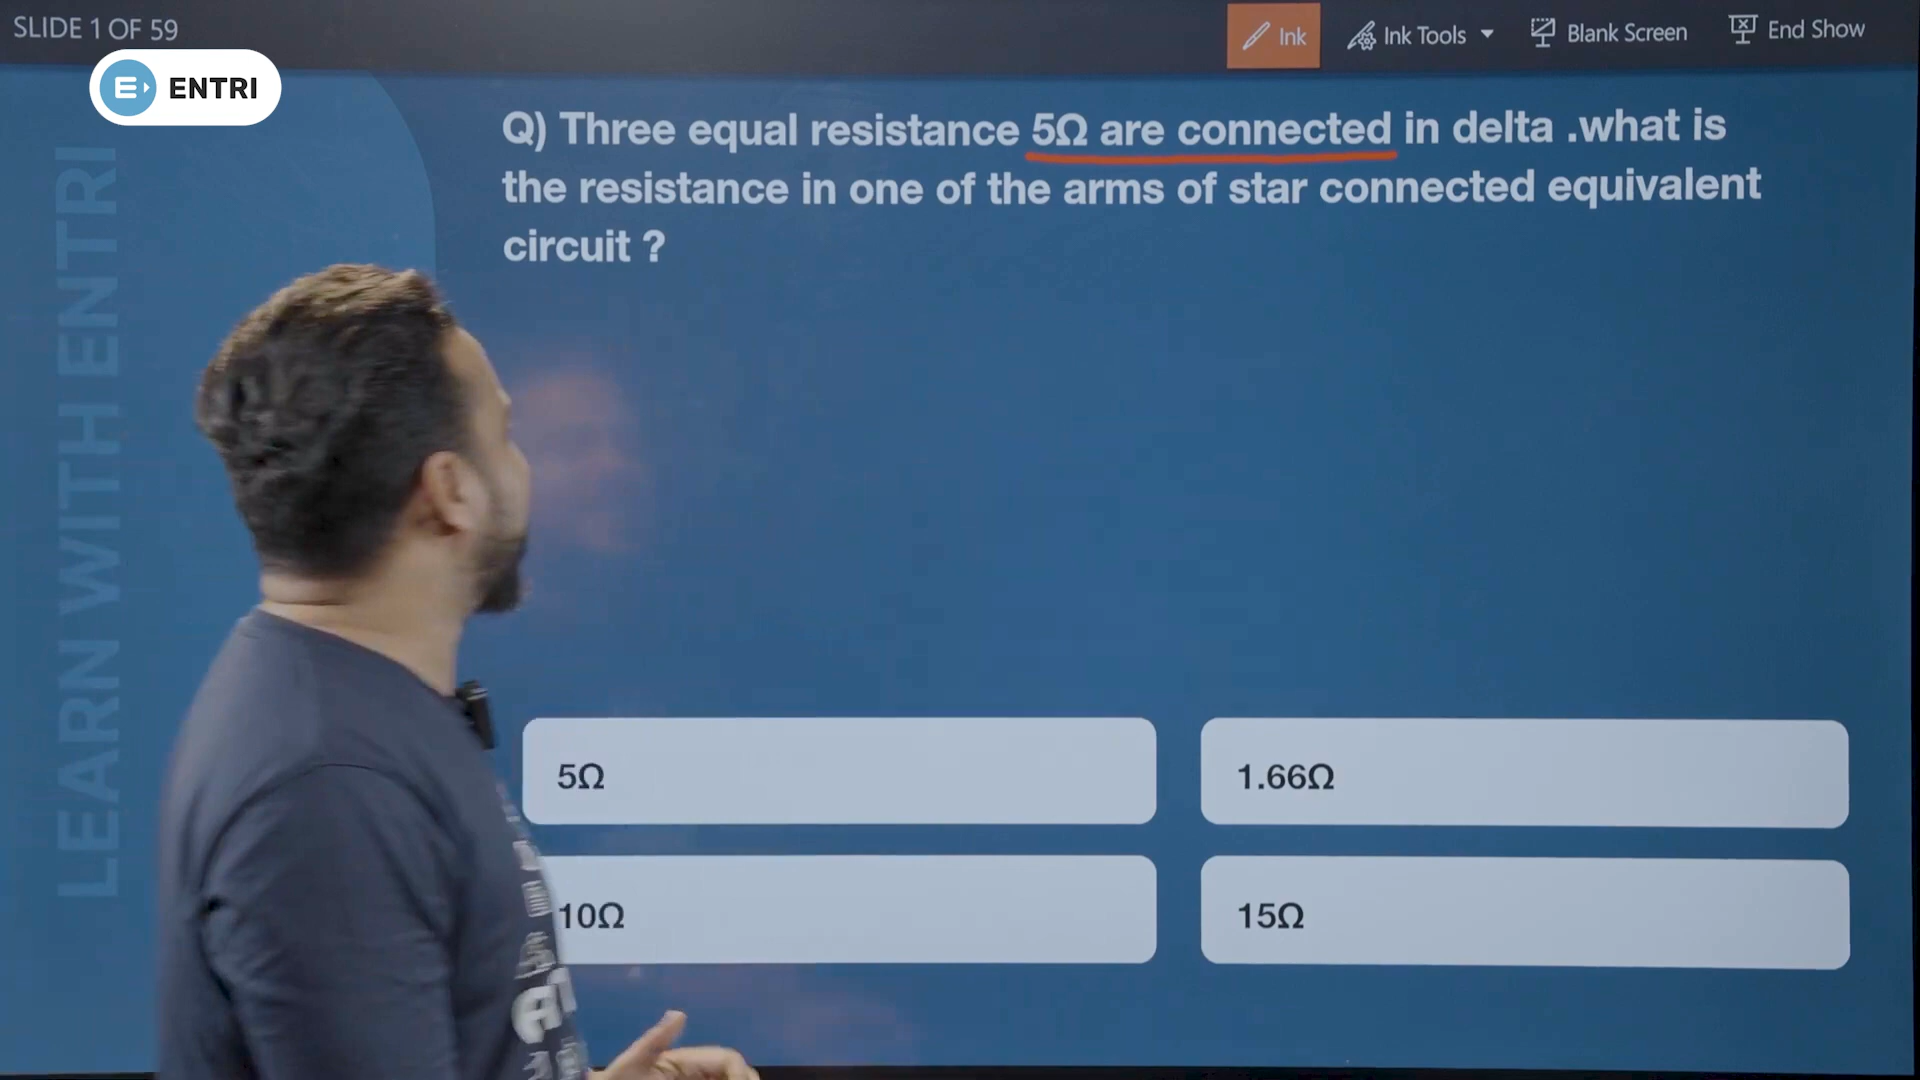 SLIDE 1 OF 59
Ink
Ink Tools
Blank Screen
End Show
ENTRI
LEARN WITH ENTRI
Q) Three equal resistance 5Ω are connected in delta .what is
the resistance in one of the arms of star connected equivalent
circuit ?
5Ω
1.66Ω
10Ω
15Ω